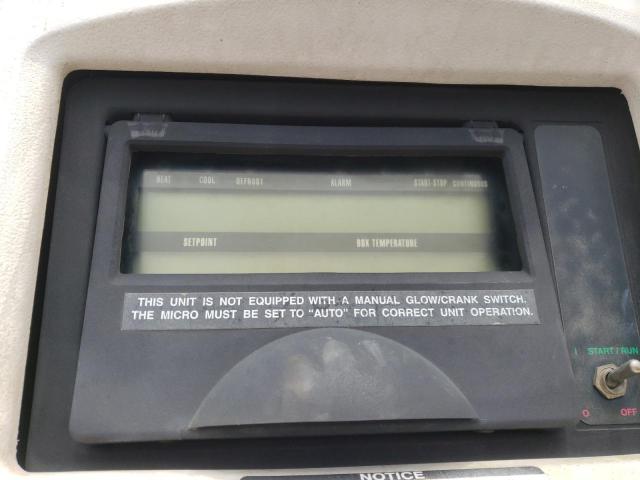 HEAT COOL DEFROST ALARM START-STOP CONTINUOUS
SETPOINT BOX TEMPERATURE
THIS UNIT IS NOT EQUIPPED WITH A MANUAL GLOW/CRANK SWITCH.
THE MICRO MUST BE SET TO "AUTO" FOR CORRECT UNIT OPERATION.
I START/RUN
O OFF
NOTICE